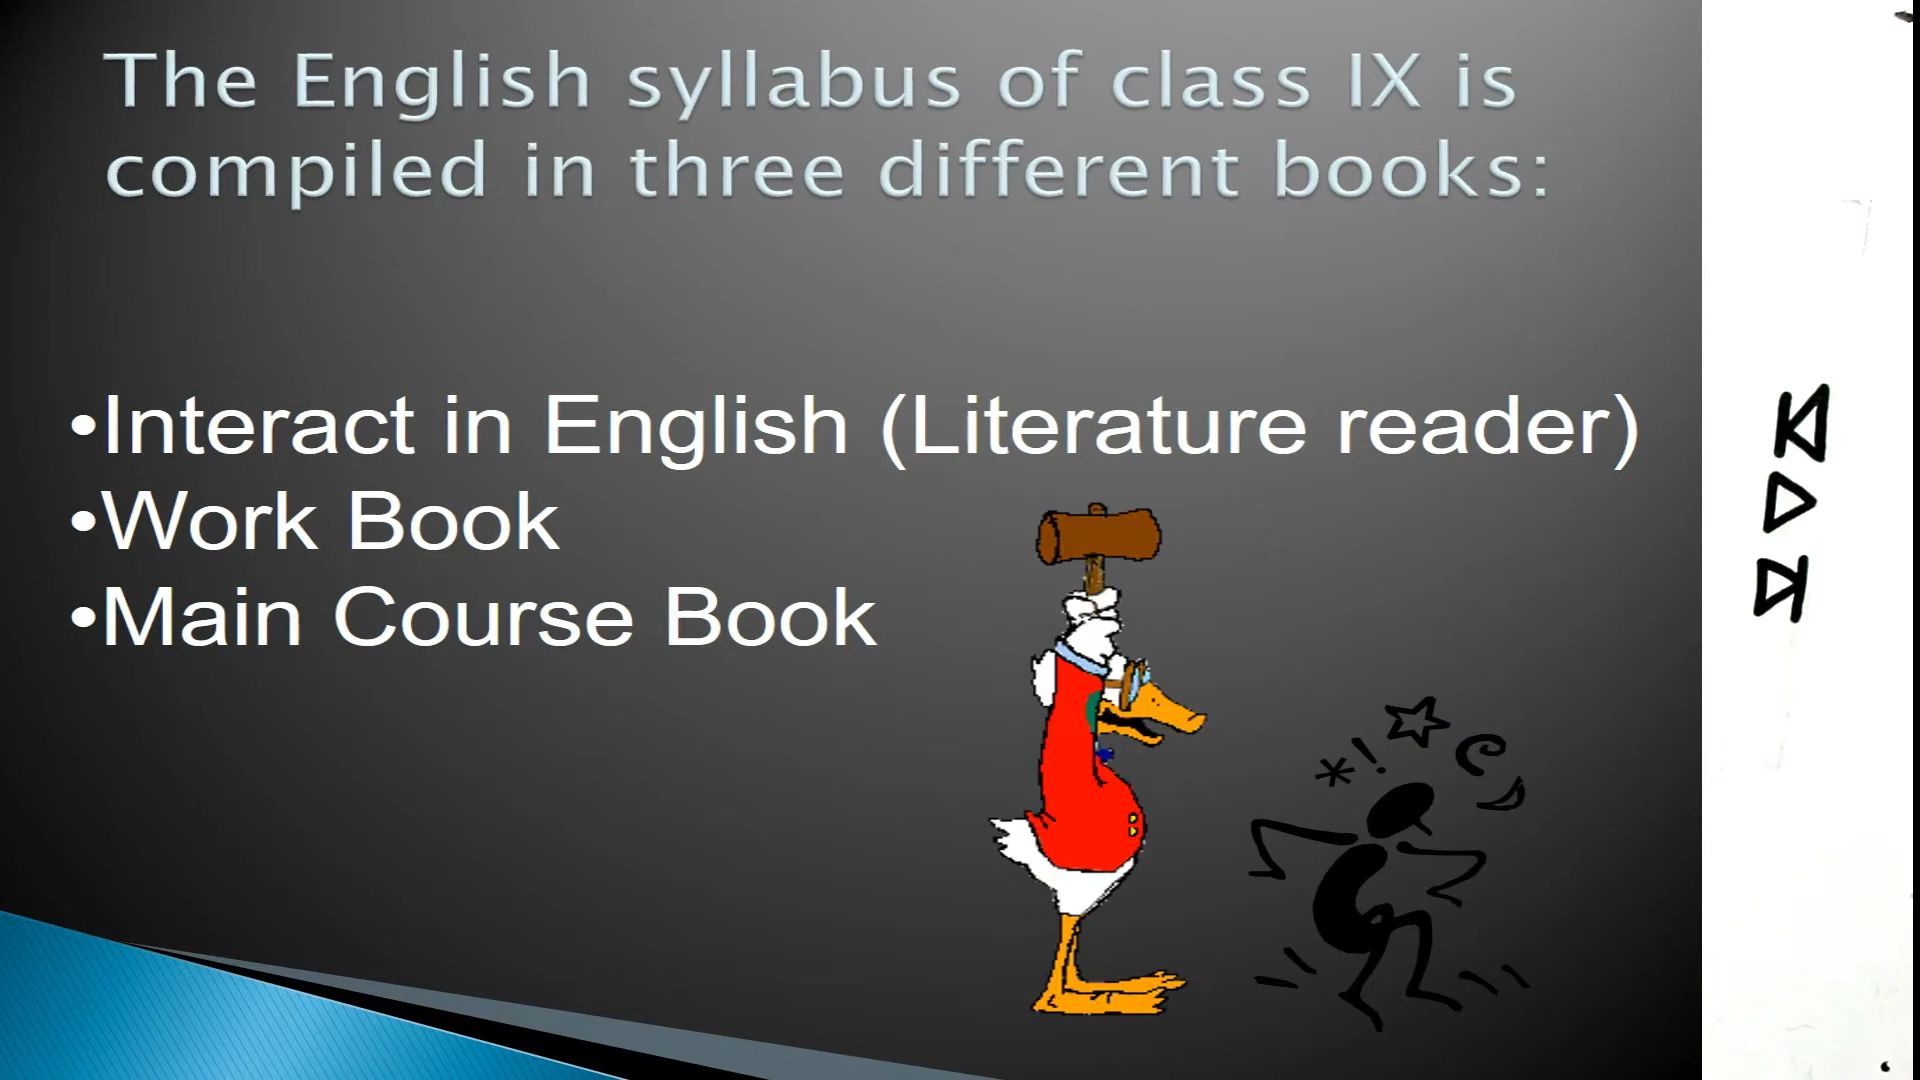 The English syllabus of class IX is
compiled in three different books:
•Interact in English (Literature reader)
•Work Book
•Main Course Book